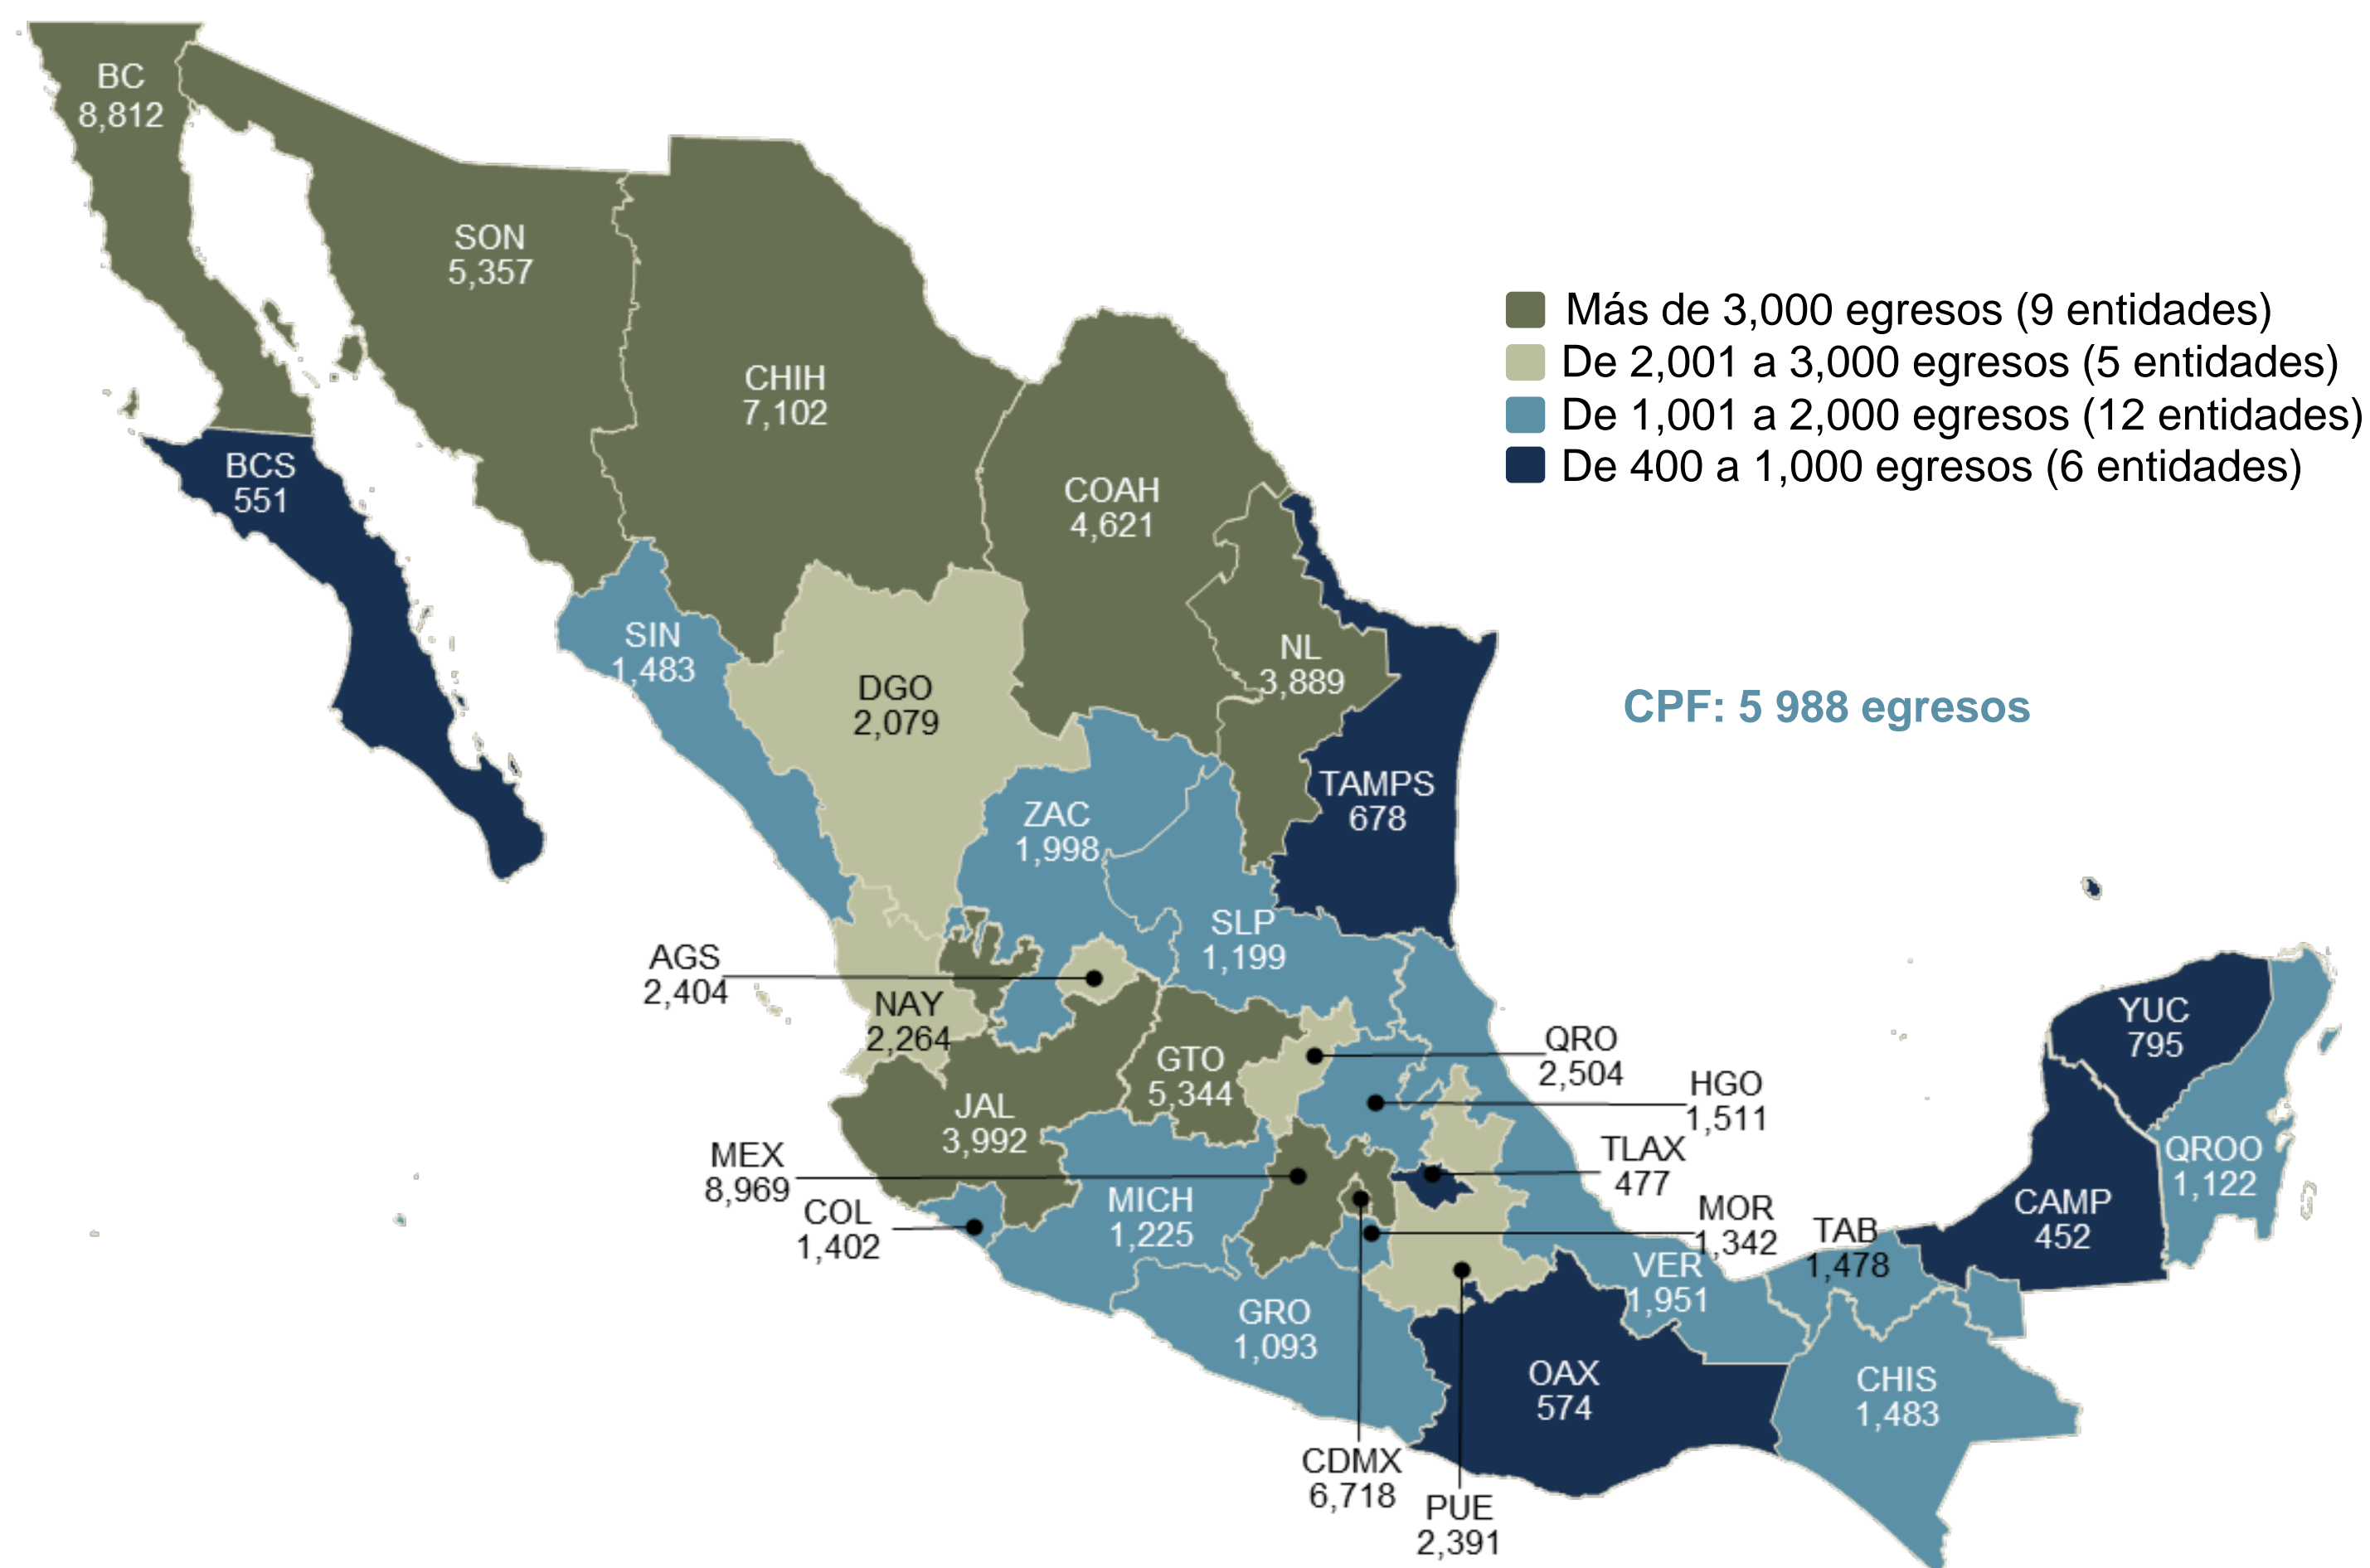 BC
8,812
SON
5,357
CHIH
7,102
Más de 3,000 egresos (9 entidades)
De 2,001 a 3,000 egresos (5 entidades)
De 1,001 a 2,000 egresos (12 entidades)
De 400 a 1,000 egresos (6 entidades)
BCS
551
COAH
4,621
SIN
1,483
NL
3,889
DGO
2,079
CPF: 5 988 egresos
TAMPS
678
ZAC
1,998
SLP
1,199
AGS
2,404
NAY
2,264
YUC
795
GTO
5,344
QRO
2,504
HGO
1,511
JAL
3,992
MEX
8,969
TLAX
477
QROO
1,122
MICH
1,225
COL
1,402
MOR
1,342
TAB
1,478
CAMP
452
VER
1,951
GRO
1,093
OAX
574
CHIS
1,483
CDMX
6,718
PUE
2,391